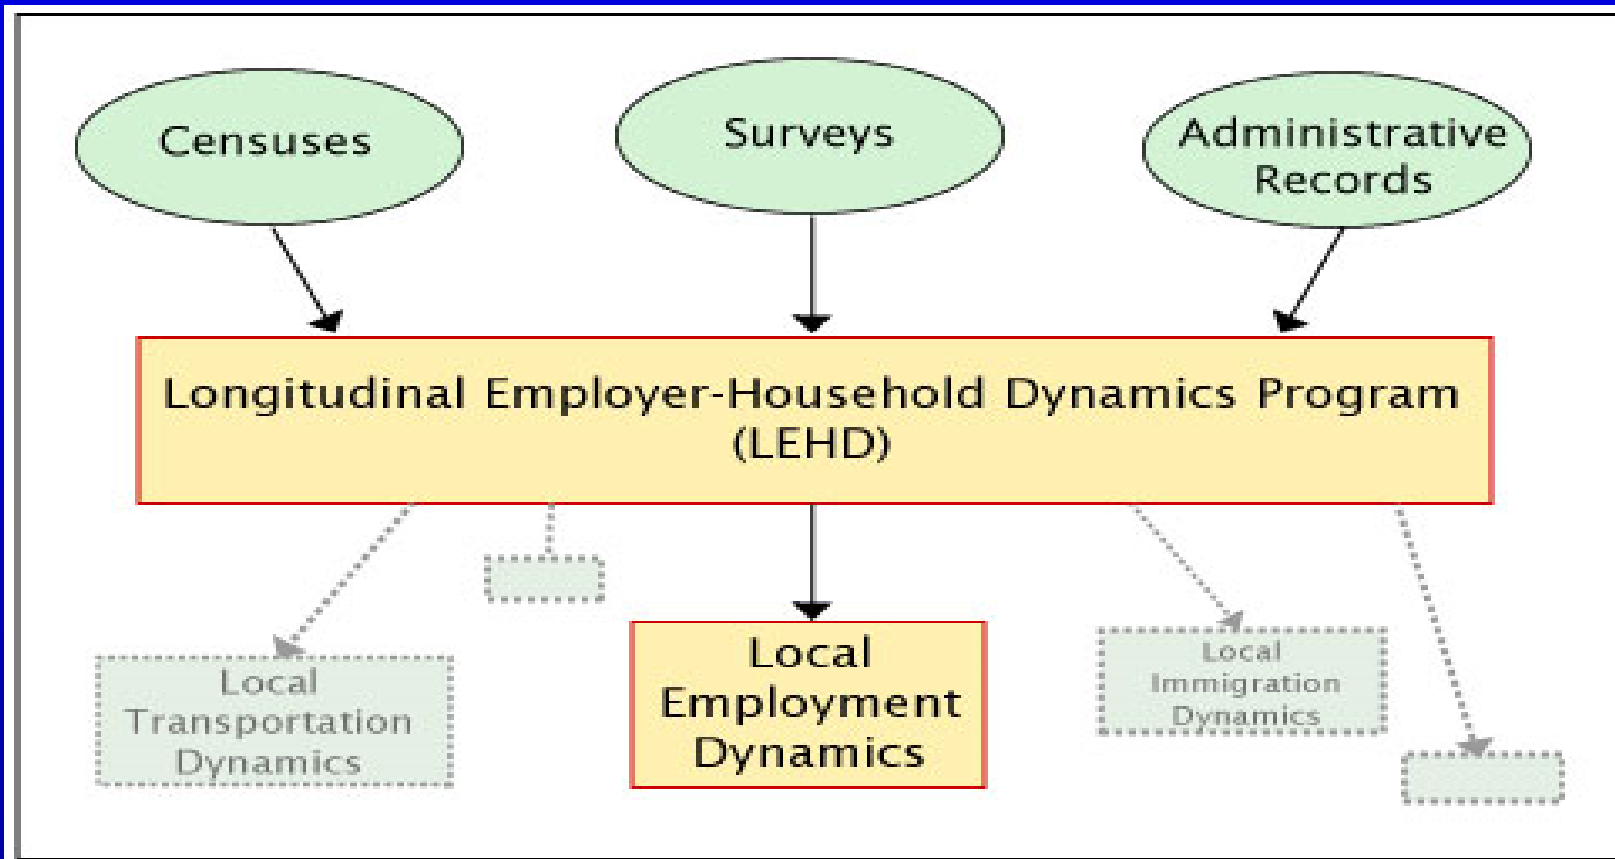 Censuses
Surveys
Administrative
Records
Longitudinal Employer-Household Dynamics Program
(LEHD)
Local
Transportation
Dynamics
Local
Employment
Dynamics
Local
Immigration
Dynamics